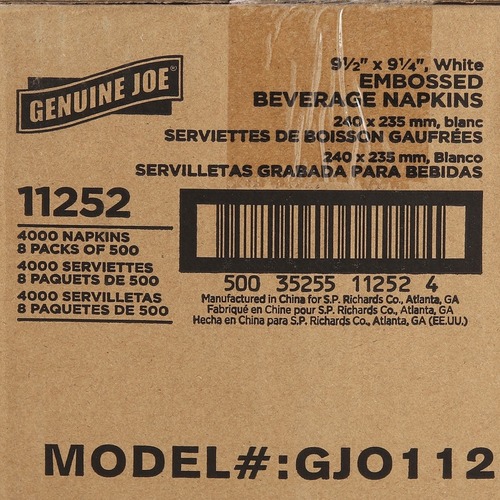 GENUINE JOE®
9½" x 9¼", White
EMBOSSED
BEVERAGE NAPKINS
240 x 235 mm, blanc
SERVIETTES DE BOISSON GAUFRÉES
240 x 235 mm, Blanco
SERVILLETAS GRABADA PARA BEBIDAS
11252
4000 NAPKINS
8 PACKS OF 500
4000 SERVIETTES
8 PAQUETS DE 500
4000 SERVILLETAS
8 PAQUETES DE 500
500 35255 11252 4
Manufactured in China for S.P. Richards Co., Atlanta, GA
Fabriqué en Chine pour S.P. Richards Co., Atlanta, GA
Hecha en China para S.P. Richards Co., Atlanta, GA (EE.UU.)
MODEL#:GJO112